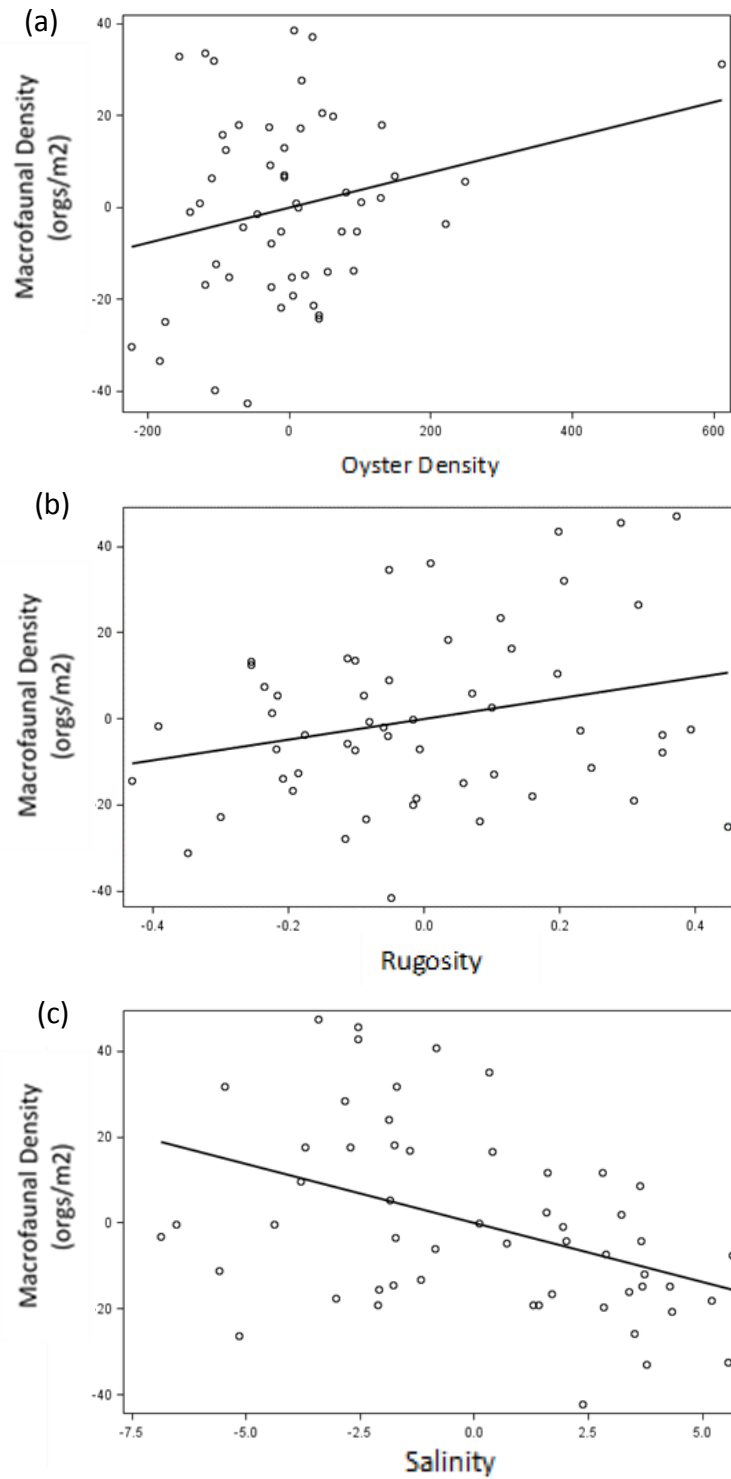 (a)
Macrofaunal Density
(orgs/m2)
40
20
0
-20
-40
-200
0
200
400
600
Oyster Density
(b)
Macrofaunal Density
(orgs/m2)
40
20
0
-20
-40
-0.4
-0.2
0.0
0.2
0.4
Rugosity
(c)
Macrofaunal Density
(orgs/m2)
40
20
0
-20
-40
-7.5
-5.0
-2.5
0.0
2.5
5.0
Salinity